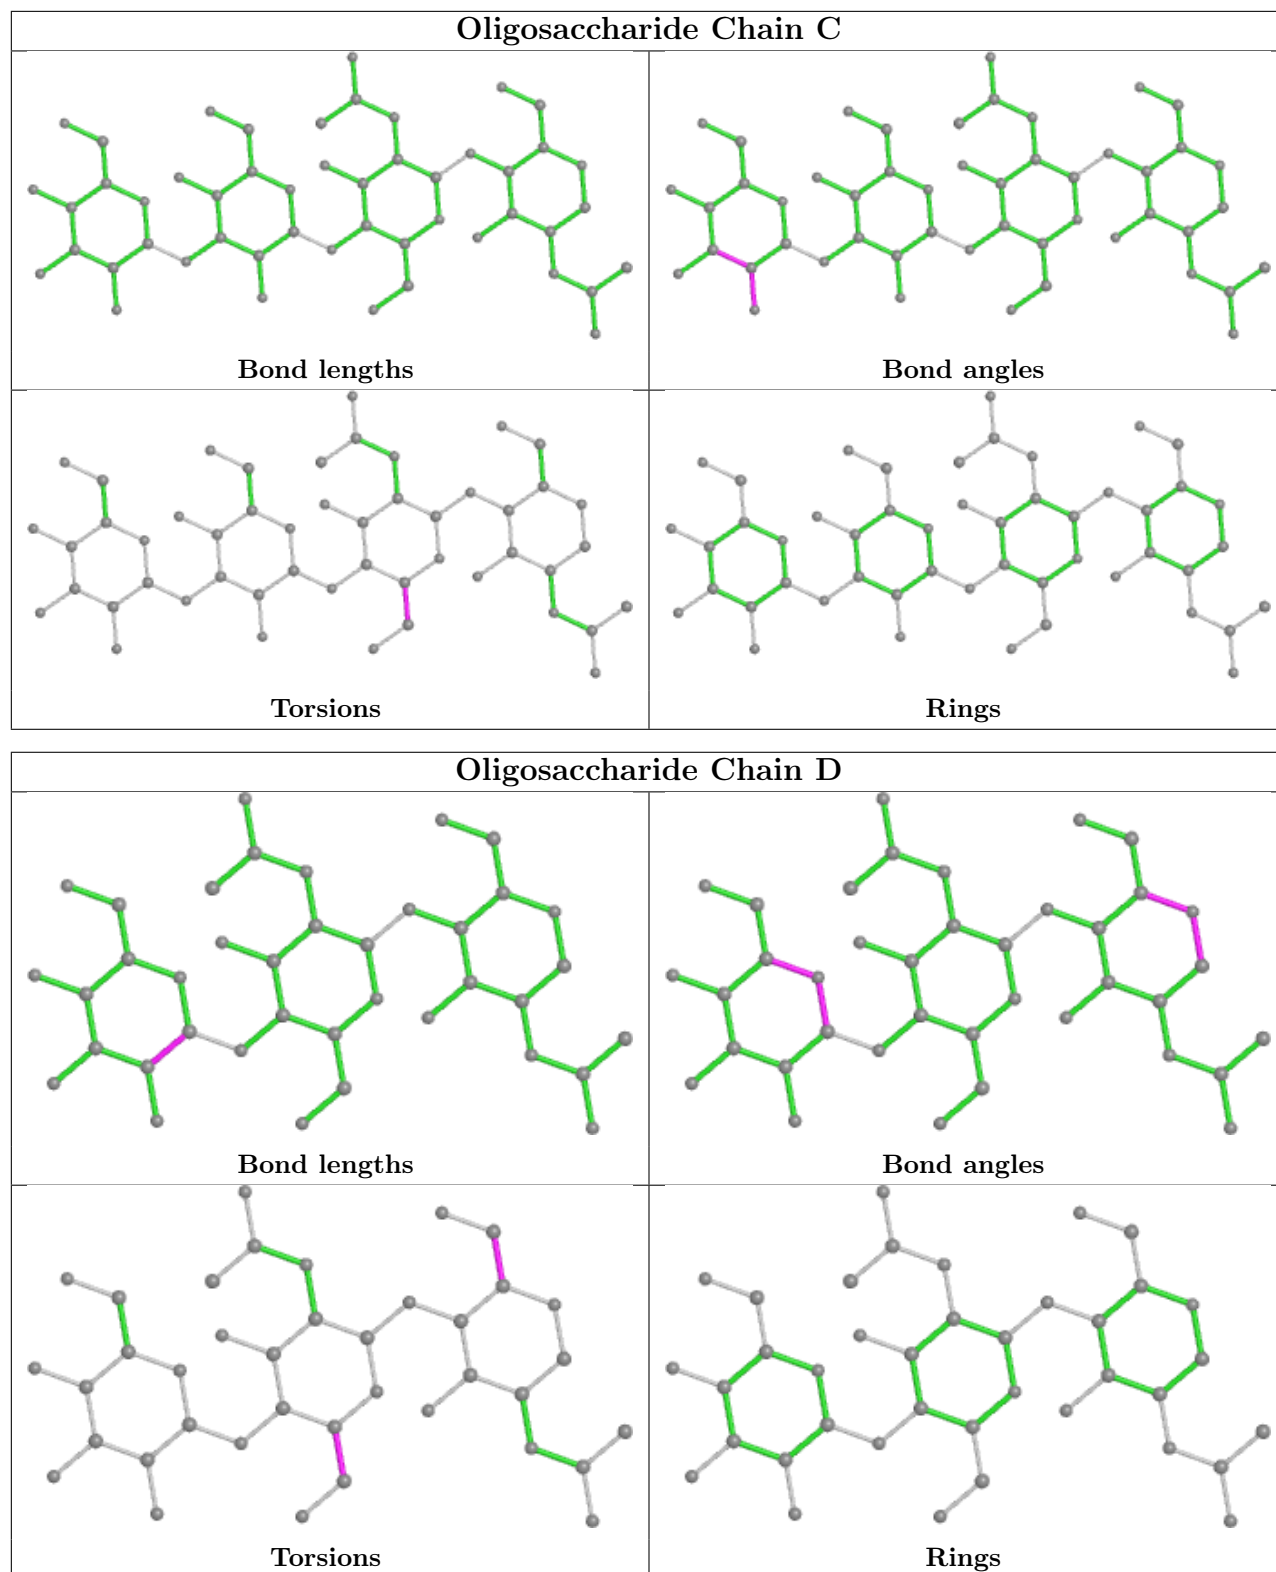 Oligosaccharide Chain C
Bond lengths
Bond angles
Torsions
Rings
Oligosaccharide Chain D
Bond lengths
Bond angles
Torsions
Rings